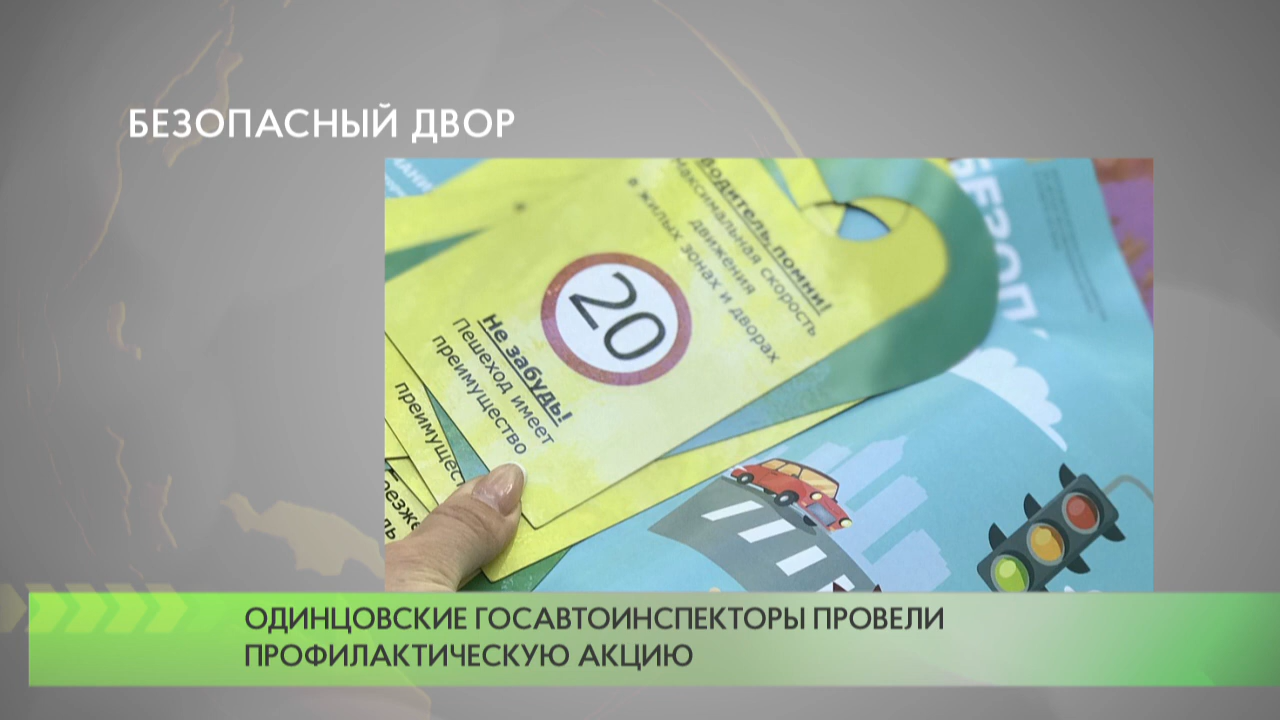 БЕЗОПАСНЫЙ ДВОР
Водитель, помни!
максимальная скорость
движения
в жилых зонах и дворах
20
Не забудь!
Пешеход имеет
преимущество
БЕЗОП
ОДИНЦОВСКИЕ ГОСАВТОИНСПЕКТОРЫ ПРОВЕЛИ
ПРОФИЛАКТИЧЕСКУЮ АКЦИЮ